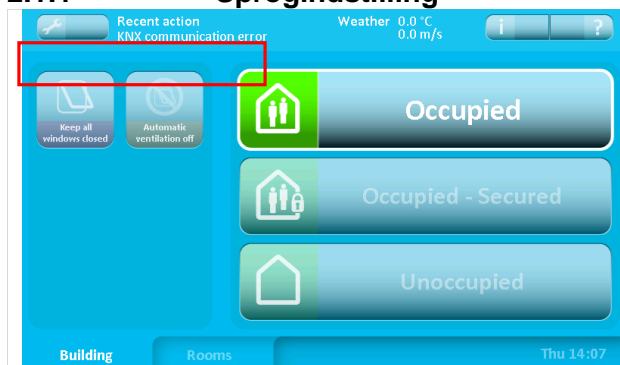 Recent action
KNX communication error
Weather 0.0 °C
0.0 m/s
i ?
Keep all
windows closed
Automatic
ventilation off
Occupied
Occupied - Secured
Unoccupied
Building Rooms Thu 14:07